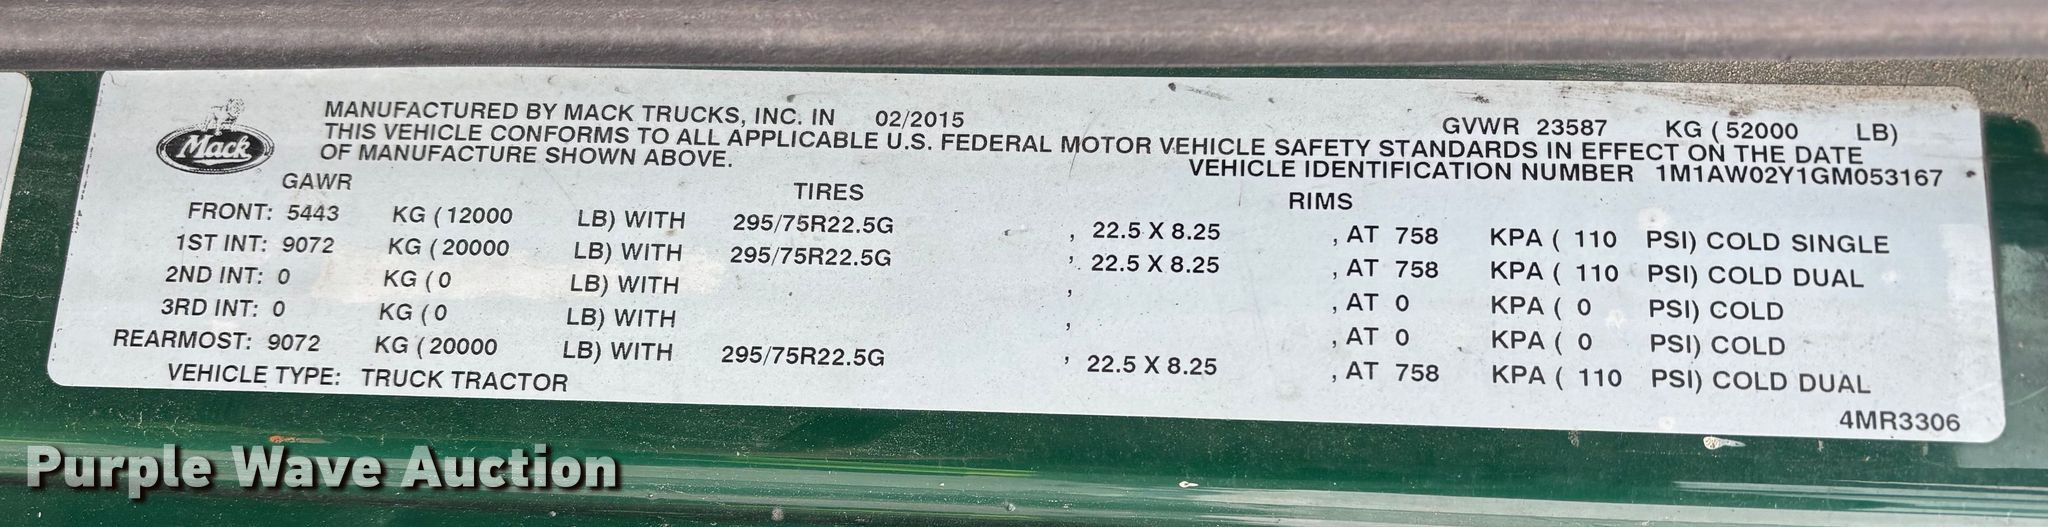 Mack
MANUFACTURED BY MACK TRUCKS, INC. IN 02/2015 GVWR 23587 KG ( 52000 LB)
THIS VEHICLE CONFORMS TO ALL APPLICABLE U.S. FEDERAL MOTOR VEHICLE SAFETY STANDARDS IN EFFECT ON THE DATE
OF MANUFACTURE SHOWN ABOVE. VEHICLE IDENTIFICATION NUMBER 1M1AW02Y1GM053167
GAWR TIRES RIMS
FRONT: 5443 KG ( 12000 LB) WITH 295/75R22.5G , 22.5 X 8.25 , AT 758 KPA ( 110 PSI) COLD SINGLE
1ST INT: 9072 KG ( 20000 LB) WITH 295/75R22.5G , 22.5 X 8.25 , AT 758 KPA ( 110 PSI) COLD DUAL
2ND INT: 0 KG ( 0 LB) WITH , , AT 0 KPA ( 0 PSI) COLD
3RD INT: 0 KG ( 0 LB) WITH , , AT 0 KPA ( 0 PSI) COLD
REARMOST: 9072 KG ( 20000 LB) WITH 295/75R22.5G , 22.5 X 8.25 , AT 758 KPA ( 110 PSI) COLD DUAL
VEHICLE TYPE: TRUCK TRACTOR
4MR3306
Purple Wave Auction